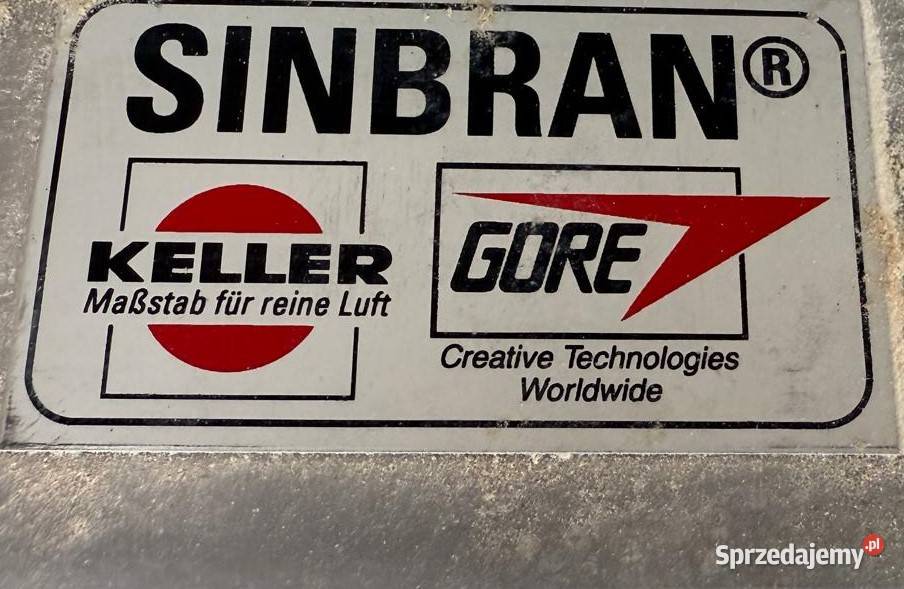 SINBRAN®
KELLER
Maßstab für reine Luft
GORE
Creative Technologies
Worldwide
Sprzedajemy.pl